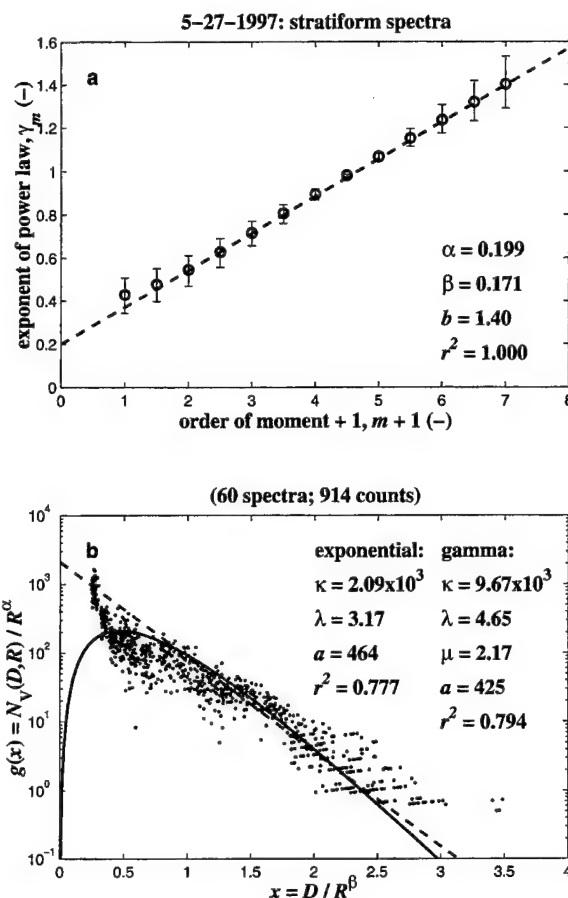 5−27−1997: stratiform spectra
a
exponent of power law, γm (−)
1.6
1.4
1.2
1
0.8
0.6
0.4
0.2
0
α = 0.199
β = 0.171
b = 1.40
r² = 1.000
0 1 2 3 4 5 6 7 8
order of moment + 1, m + 1 (−)
(60 spectra; 914 counts)
b
g(x) = NV(D,R) / R^α
10⁴
10³
10²
10¹
10⁰
10⁻¹
exponential: gamma:
κ = 2.09x10³ κ = 9.67x10³
λ = 3.17 λ = 4.65
a = 464 μ = 2.17
r² = 0.777 a = 425
r² = 0.794
0 0.5 1 1.5 2 2.5 3 3.5 4
x = D / R^β